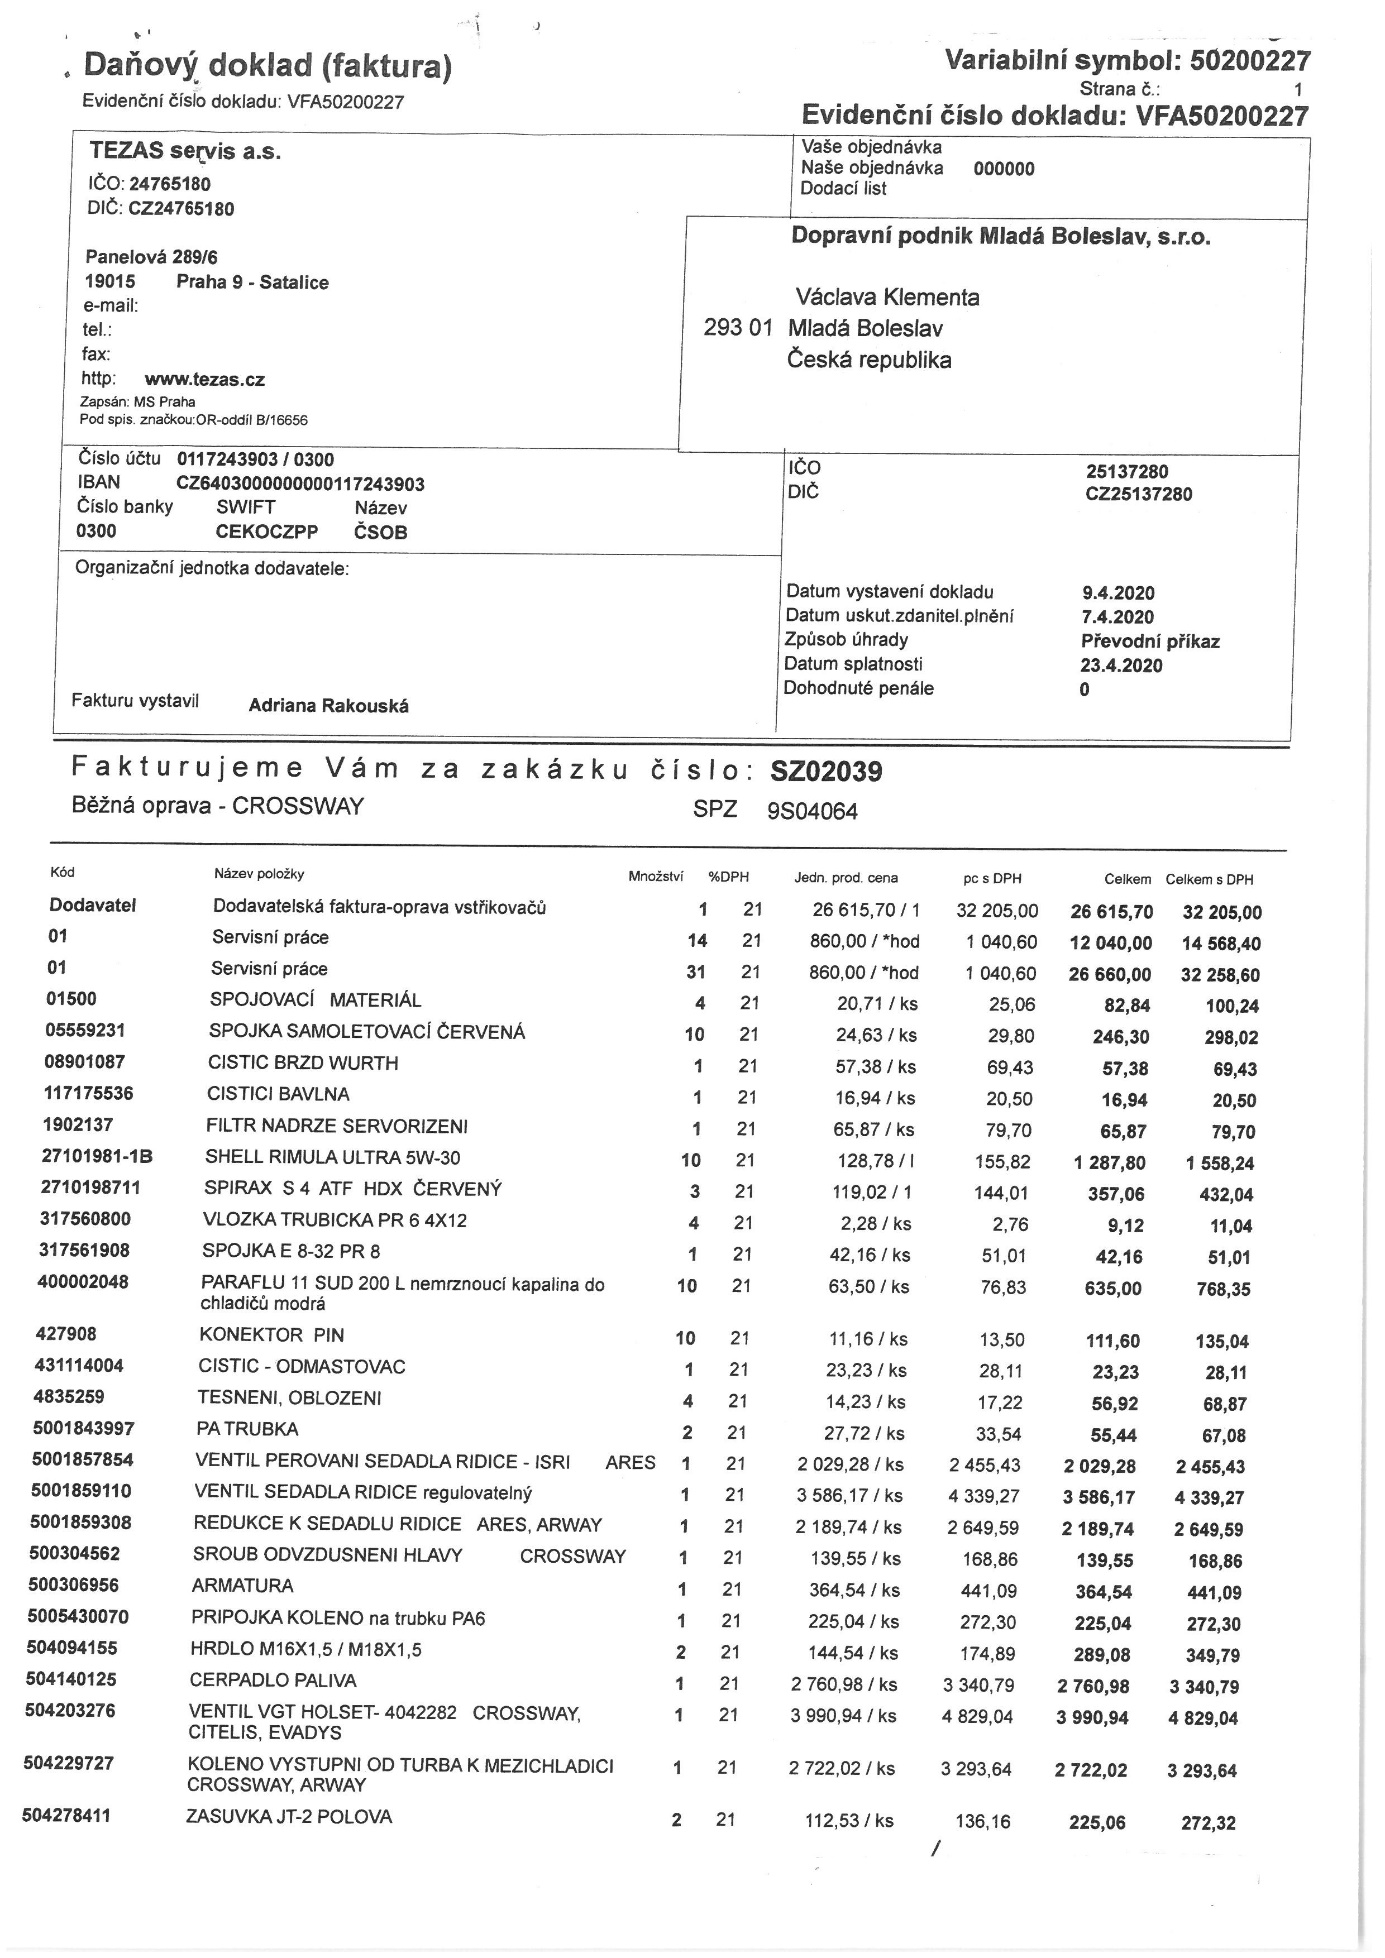 Daňový doklad (faktura)
Evidenční číslo dokladu: VFA50200227
Variabilní symbol: 50200227
Strana č.: 1
Evidenční číslo dokladu: VFA50200227
TEZAS servis a.s.
IČO: 24765180
DIČ: CZ24765180
Panelová 289/6
19015 Praha 9 - Satalice
e-mail:
tel.:
fax:
http: www.tezas.cz
Zapsán: MS Praha
Pod spis. značkou:OR-oddíl B/16656
Vaše objednávka
Naše objednávka 000000
Dodací list
Dopravní podnik Mladá Boleslav, s.r.o.
Václava Klementa
293 01 Mladá Boleslav
Česká republika
Číslo účtu 0117243903 / 0300
IBAN CZ6403000000000117243903
Číslo banky SWIFT Název
0300 CEKOCZPP ČSOB
IČO 25137280
DIČ CZ25137280
Organizační jednotka dodavatele:
Datum vystavení dokladu 9.4.2020
Datum uskut.zdanitel.plnění 7.4.2020
Způsob úhrady Převodní příkaz
Datum splatnosti 23.4.2020
Dohodnuté penále 0
Fakturu vystavil Adriana Rakouská
Fakturujeme Vám za zakázku číslo: SZ02039
Běžná oprava - CROSSWAY SPZ 9S04064
Kód Název položky Množství %DPH Jedn. prod. cena pc s DPH Celkem Celkem s DPH
Dodavatel Dodavatelská faktura-oprava vstřikovačů 1 21 26 615,70 / 1 32 205,00 26 615,70 32 205,00
01 Servisní práce 14 21 860,00 / *hod 1 040,60 12 040,00 14 568,40
01 Servisní práce 31 21 860,00 / *hod 1 040,60 26 660,00 32 258,60
01500 SPOJOVACÍ MATERIÁL 4 21 20,71 / ks 25,06 82,84 100,24
05559231 SPOJKA SAMOLETOVACÍ ČERVENÁ 10 21 24,63 / ks 29,80 246,30 298,02
08901087 CISTIC BRZD WURTH 1 21 57,38 / ks 69,43 57,38 69,43
117175536 CISTICI BAVLNA 1 21 16,94 / ks 20,50 16,94 20,50
1902137 FILTR NADRZE SERVORIZENI 1 21 65,87 / ks 79,70 65,87 79,70
27101981-1B SHELL RIMULA ULTRA 5W-30 10 21 128,78 / l 155,82 1 287,80 1 558,24
2710198711 SPIRAX S 4 ATF HDX ČERVENÝ 3 21 119,02 / 1 144,01 357,06 432,04
317560800 VLOZKA TRUBICKA PR 6 4X12 4 21 2,28 / ks 2,76 9,12 11,04
317561908 SPOJKA E 8-32 PR 8 1 21 42,16 / ks 51,01 42,16 51,01
400002048 PARAFLU 11 SUD 200 L nemrznoucí kapalina do 10 21 63,50 / ks 76,83 635,00 768,35
chladičů modrá
427908 KONEKTOR PIN 10 21 11,16 / ks 13,50 111,60 135,04
431114004 CISTIC - ODMASTOVAC 1 21 23,23 / ks 28,11 23,23 28,11
4835259 TESNENI, OBLOZENI 4 21 14,23 / ks 17,22 56,92 68,87
5001843997 PA TRUBKA 2 21 27,72 / ks 33,54 55,44 67,08
5001857854 VENTIL PEROVANI SEDADLA RIDICE - ISRI ARES 1 21 2 029,28 / ks 2 455,43 2 029,28 2 455,43
5001859110 VENTIL SEDADLA RIDICE regulovatelný 1 21 3 586,17 / ks 4 339,27 3 586,17 4 339,27
5001859308 REDUKCE K SEDADLU RIDICE ARES, ARWAY 1 21 2 189,74 / ks 2 649,59 2 189,74 2 649,59
500304562 SROUB ODVZDUSNENI HLAVY CROSSWAY 1 21 139,55 / ks 168,86 139,55 168,86
500306956 ARMATURA 1 21 364,54 / ks 441,09 364,54 441,09
5005430070 PRIPOJKA KOLENO na trubku PA6 1 21 225,04 / ks 272,30 225,04 272,30
504094155 HRDLO M16X1,5 / M18X1,5 2 21 144,54 / ks 174,89 289,08 349,79
504140125 CERPADLO PALIVA 1 21 2 760,98 / ks 3 340,79 2 760,98 3 340,79
504203276 VENTIL VGT HOLSET- 4042282 CROSSWAY, 1 21 3 990,94 / ks 4 829,04 3 990,94 4 829,04
CITELIS, EVADYS
504229727 KOLENO VYSTUPNI OD TURBA K MEZICHLADICI 1 21 2 722,02 / ks 3 293,64 2 722,02 3 293,64
CROSSWAY, ARWAY
504278411 ZASUVKA JT-2 POLOVA 2 21 112,53 / ks 136,16 225,06 272,32
/